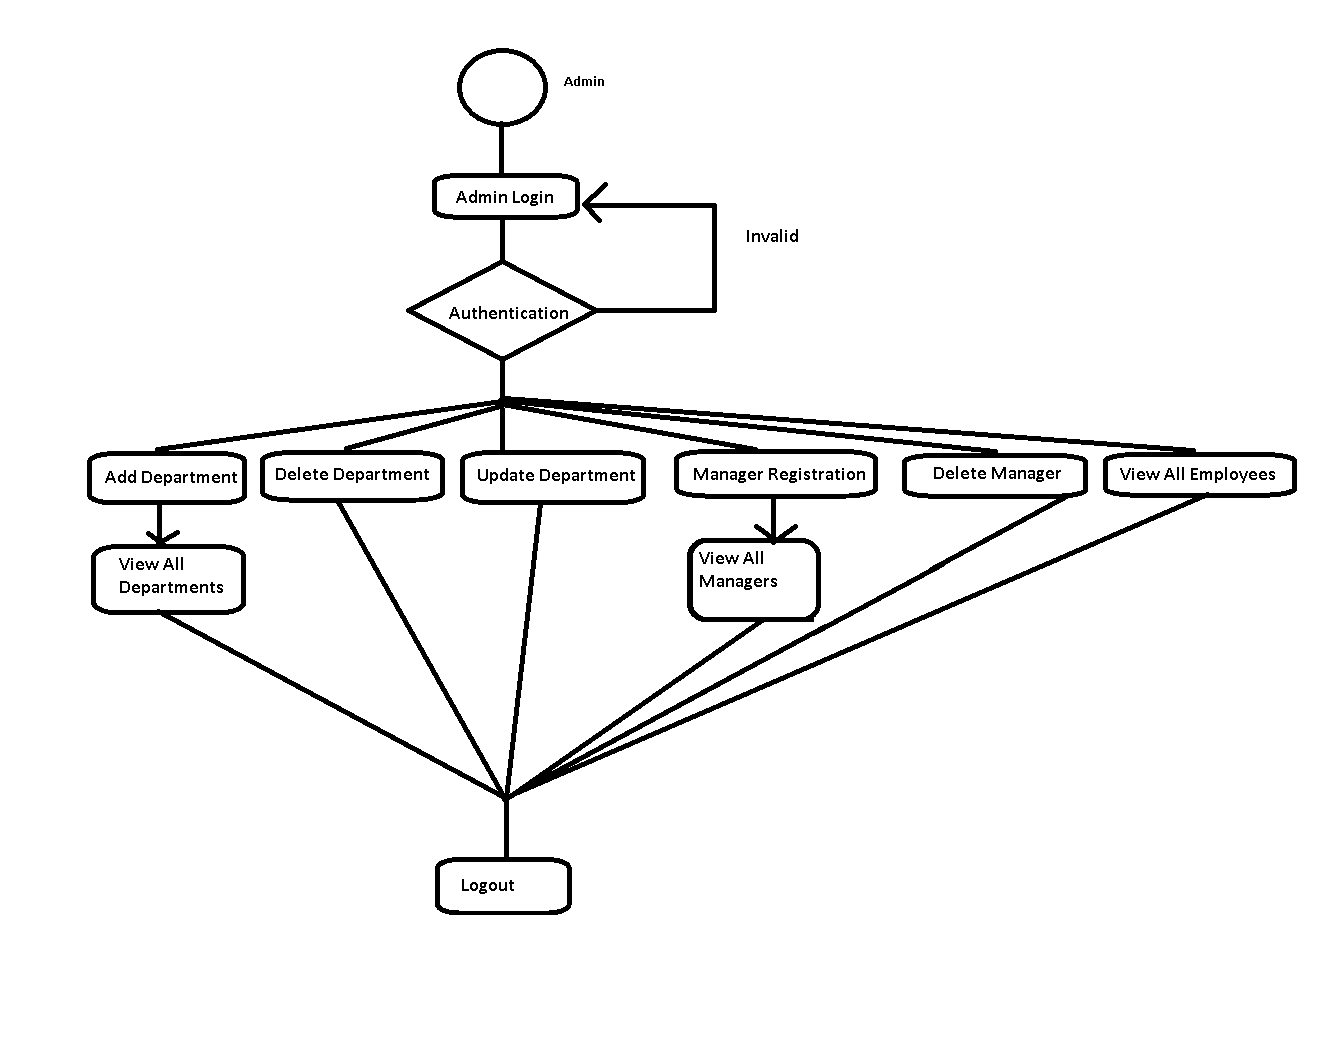 Admin
Admin Login
Invalid
Authentication
Add Department
Delete Department
Update Department
Manager Registration
Delete Manager
View All Employees
View All
Departments
View All
Managers
Logout